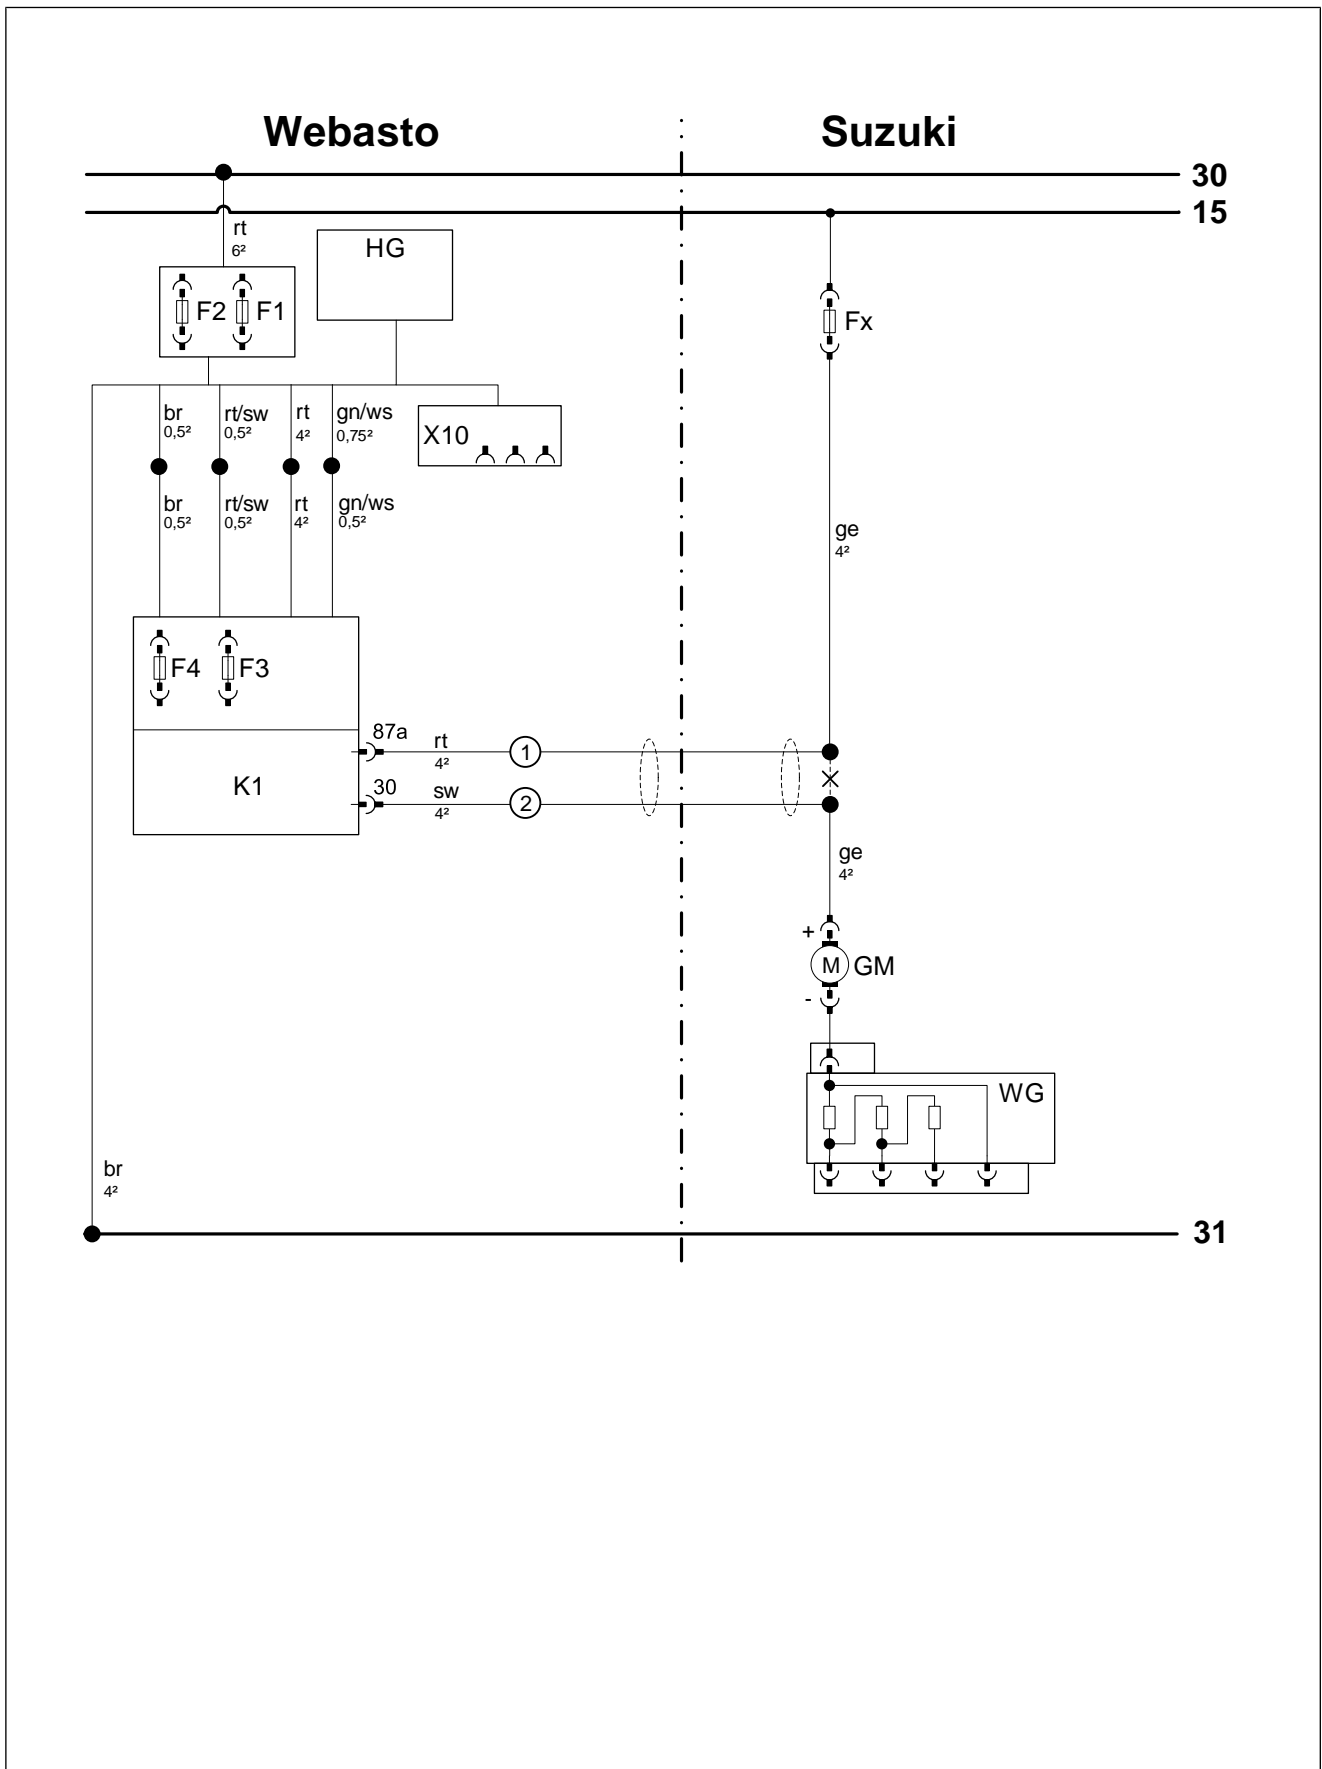 Webasto Suzuki
30
15
rt
6²
HG
F2 F1
Fx
br rt/sw rt gn/ws
0,5² 0,5² 4² 0,75²
X10
br rt/sw rt gn/ws
0,5² 0,5² 4² 0,5²
ge
4²
F4 F3
87a rt 1
4²
K1
30 sw 2
4²
ge
4²
+
M GM
-
WG
br
4²
31